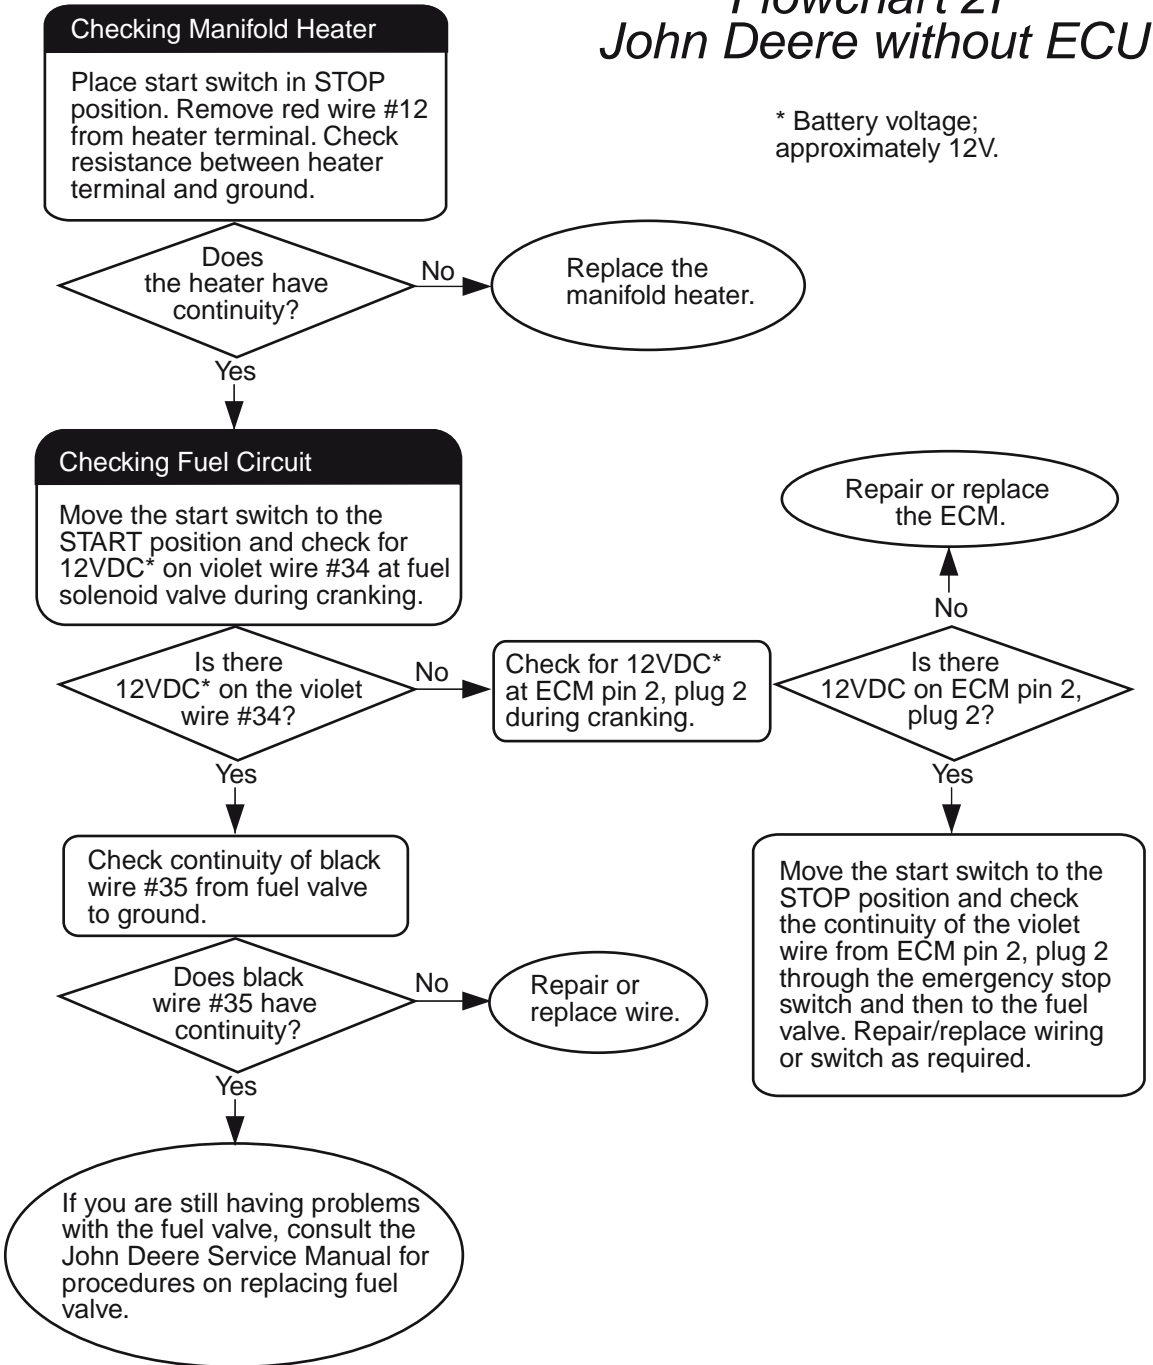 Flowchart 2F
John Deere without ECU
* Battery voltage;
approximately 12V.
Checking Manifold Heater
Place start switch in STOP
position. Remove red wire #12
from heater terminal. Check
resistance between heater
terminal and ground.
Does
the heater have
continuity?
No
Replace the
manifold heater.
Yes
Checking Fuel Circuit
Move the start switch to the
START position and check for
12VDC* on violet wire #34 at fuel
solenoid valve during cranking.
Is there
12VDC* on the violet
wire #34?
No
Check for 12VDC*
at ECM pin 2, plug 2
during cranking.
Is there
12VDC on ECM pin 2,
plug 2?
No
Repair or replace
the ECM.
Yes
Move the start switch to the
STOP position and check
the continuity of the violet
wire from ECM pin 2, plug 2
through the emergency stop
switch and then to the fuel
valve. Repair/replace wiring
or switch as required.
Yes
Check continuity of black
wire #35 from fuel valve
to ground.
Does black
wire #35 have
continuity?
No
Repair or
replace wire.
Yes
If you are still having problems
with the fuel valve, consult the
John Deere Service Manual for
procedures on replacing fuel
valve.